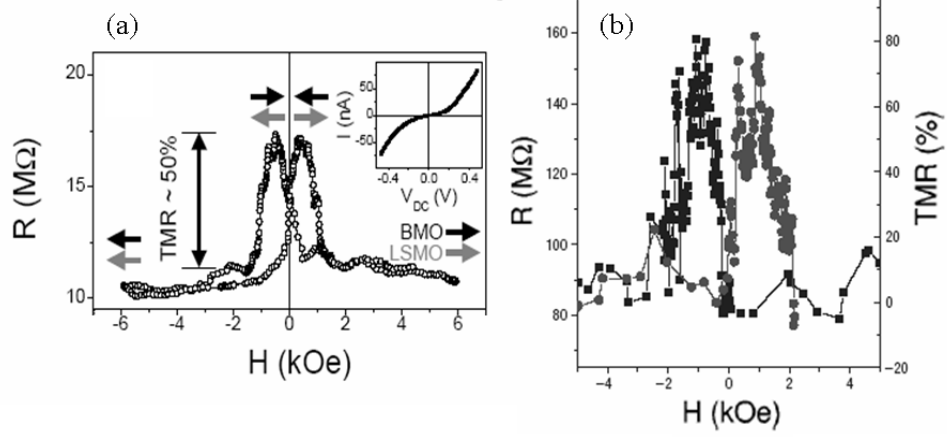 (a)
20
15
10
R (MΩ)
TMR ~ 50%
-6 -4 -2 0 2 4 6
H (kOe)
BMO
LSMO
50
0
-50
I (nA)
-0.4 0.0 0.4
V_DC (V)
(b)
160
140
120
100
80
R (MΩ)
-4 -2 0 2 4
H (kOe)
80
60
40
20
0
-20
TMR (%)